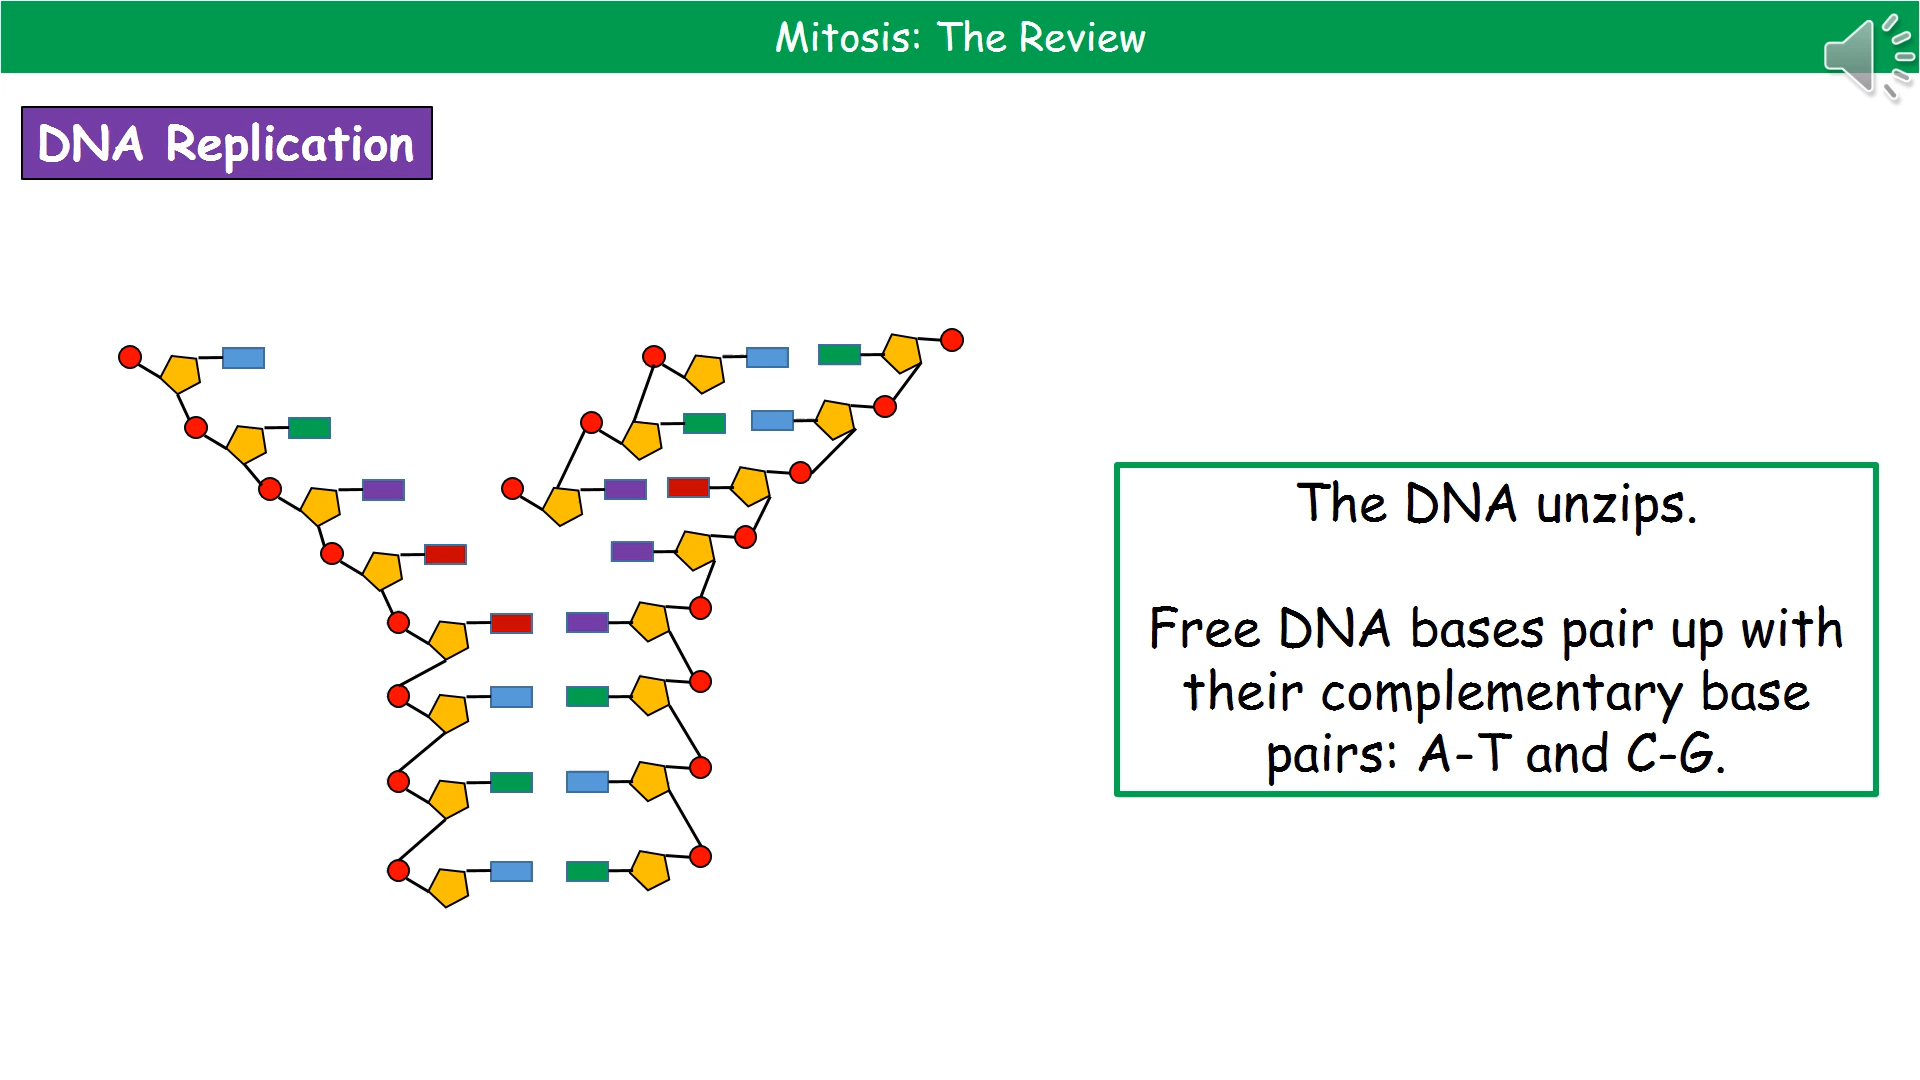 Mitosis: The Review
DNA Replication
The DNA unzips.
Free DNA bases pair up with
their complementary base
pairs: A-T and C-G.